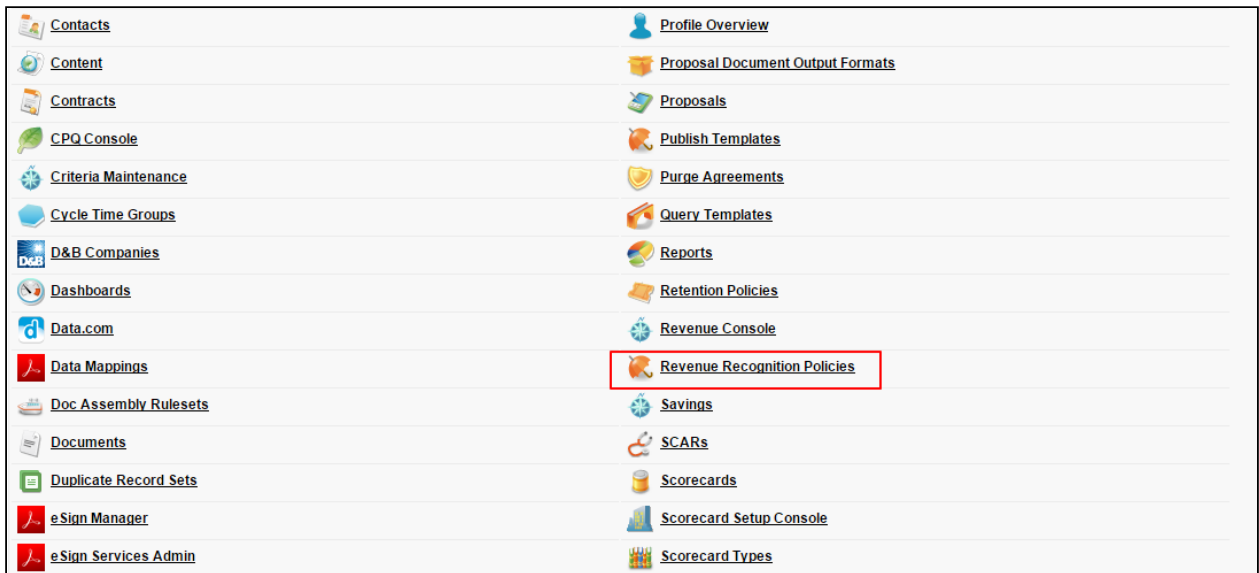 Contacts
Content
Contracts
CPQ Console
Criteria Maintenance
Cycle Time Groups
D&B
D&B Companies
Dashboards
Data.com
Data Mappings
Doc Assembly Rulesets
Documents
Duplicate Record Sets
eSign Manager
eSign Services Admin
Profile Overview
Proposal Document Output Formats
Proposals
Publish Templates
Purge Agreements
Query Templates
Reports
Retention Policies
Revenue Console
Revenue Recognition Policies
Savings
SCARs
Scorecards
Scorecard Setup Console
Scorecard Types